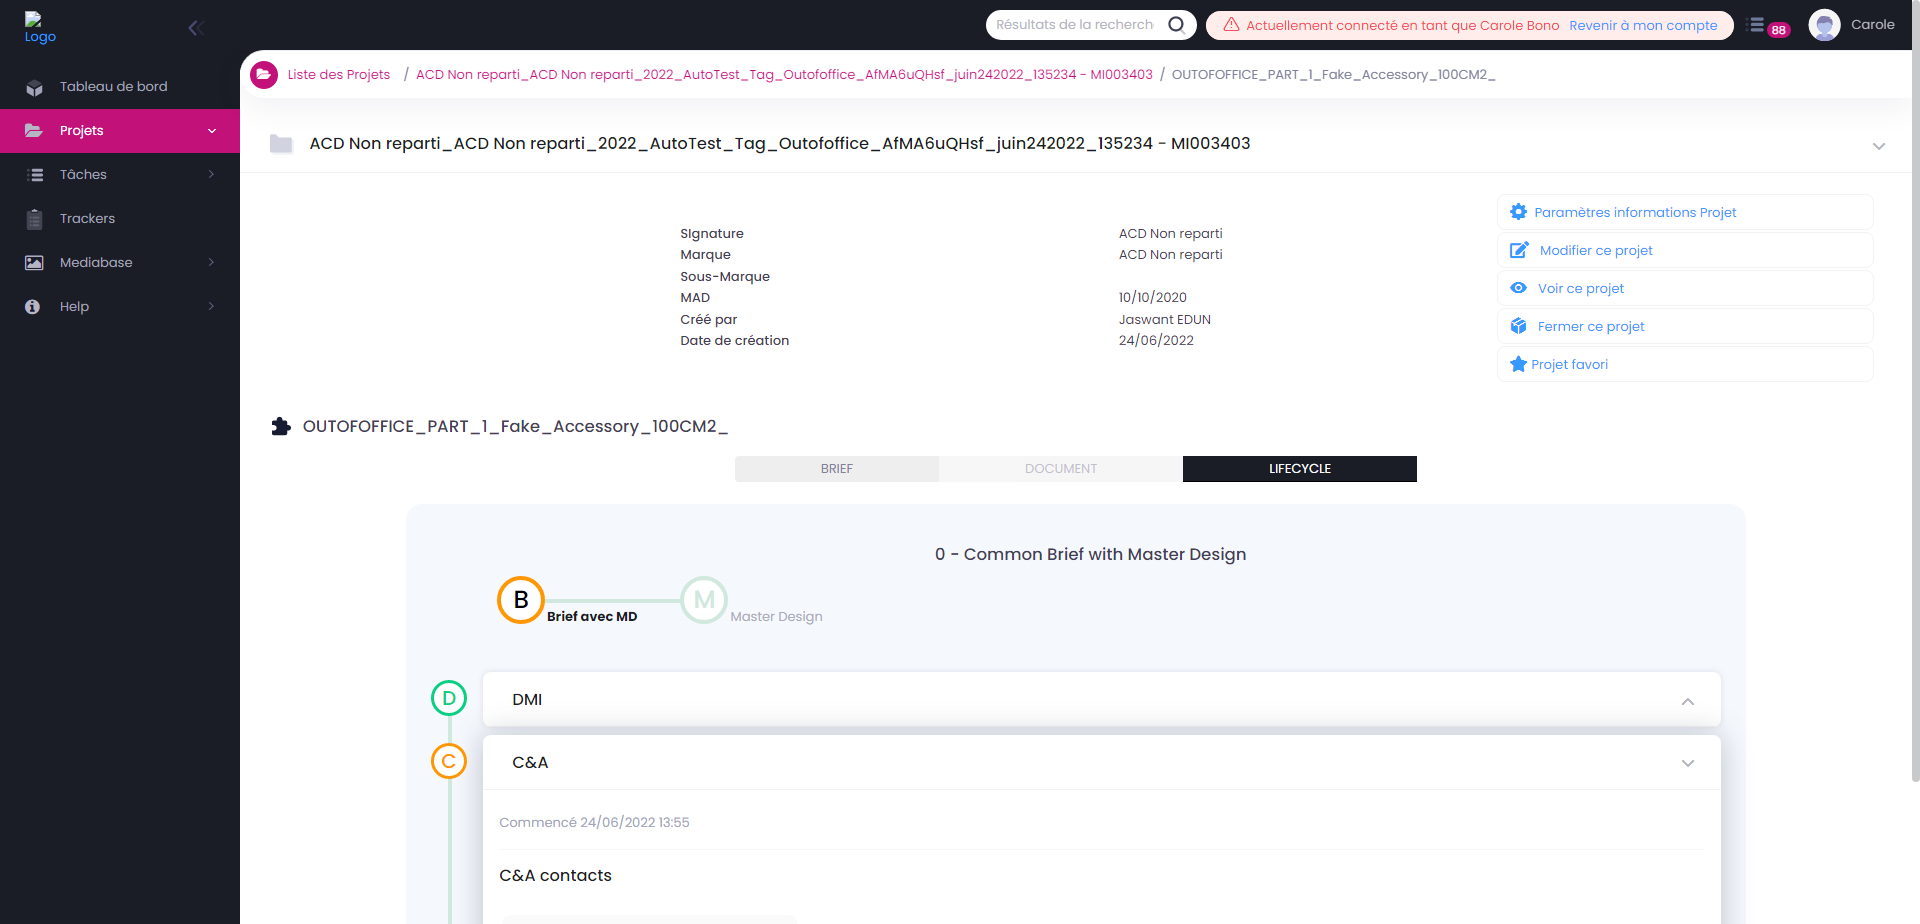 Logo
Résultats de la recherch
Actuellement connecté en tant que Carole Bono Revenir à mon compte
88
Carole
Tableau de bord
Projets
Tâches
Trackers
Mediabase
Help
Liste des Projets / ACD Non reparti_ACD Non reparti_2022_AutoTest_Tag_Outofoffice_AfMA6uQHsf_juin242022_135234 - MI003403 / OUTOFOFFICE_PART_1_Fake_Accessory_100CM2_
ACD Non reparti_ACD Non reparti_2022_AutoTest_Tag_Outofoffice_AfMA6uQHsf_juin242022_135234 - MI003403
SIgnature ACD Non reparti
Marque ACD Non reparti
Sous-Marque
MAD 10/10/2020
Créé par Jaswant EDUN
Date de création 24/06/2022
Paramètres informations Projet
Modifier ce projet
Voir ce projet
Fermer ce projet
Projet favori
OUTOFOFFICE_PART_1_Fake_Accessory_100CM2_
BRIEF DOCUMENT LIFECYCLE
0 - Common Brief with Master Design
B Brief avec MD M Master Design
D DMI
C C&A
Commencé 24/06/2022 13:55
C&A contacts